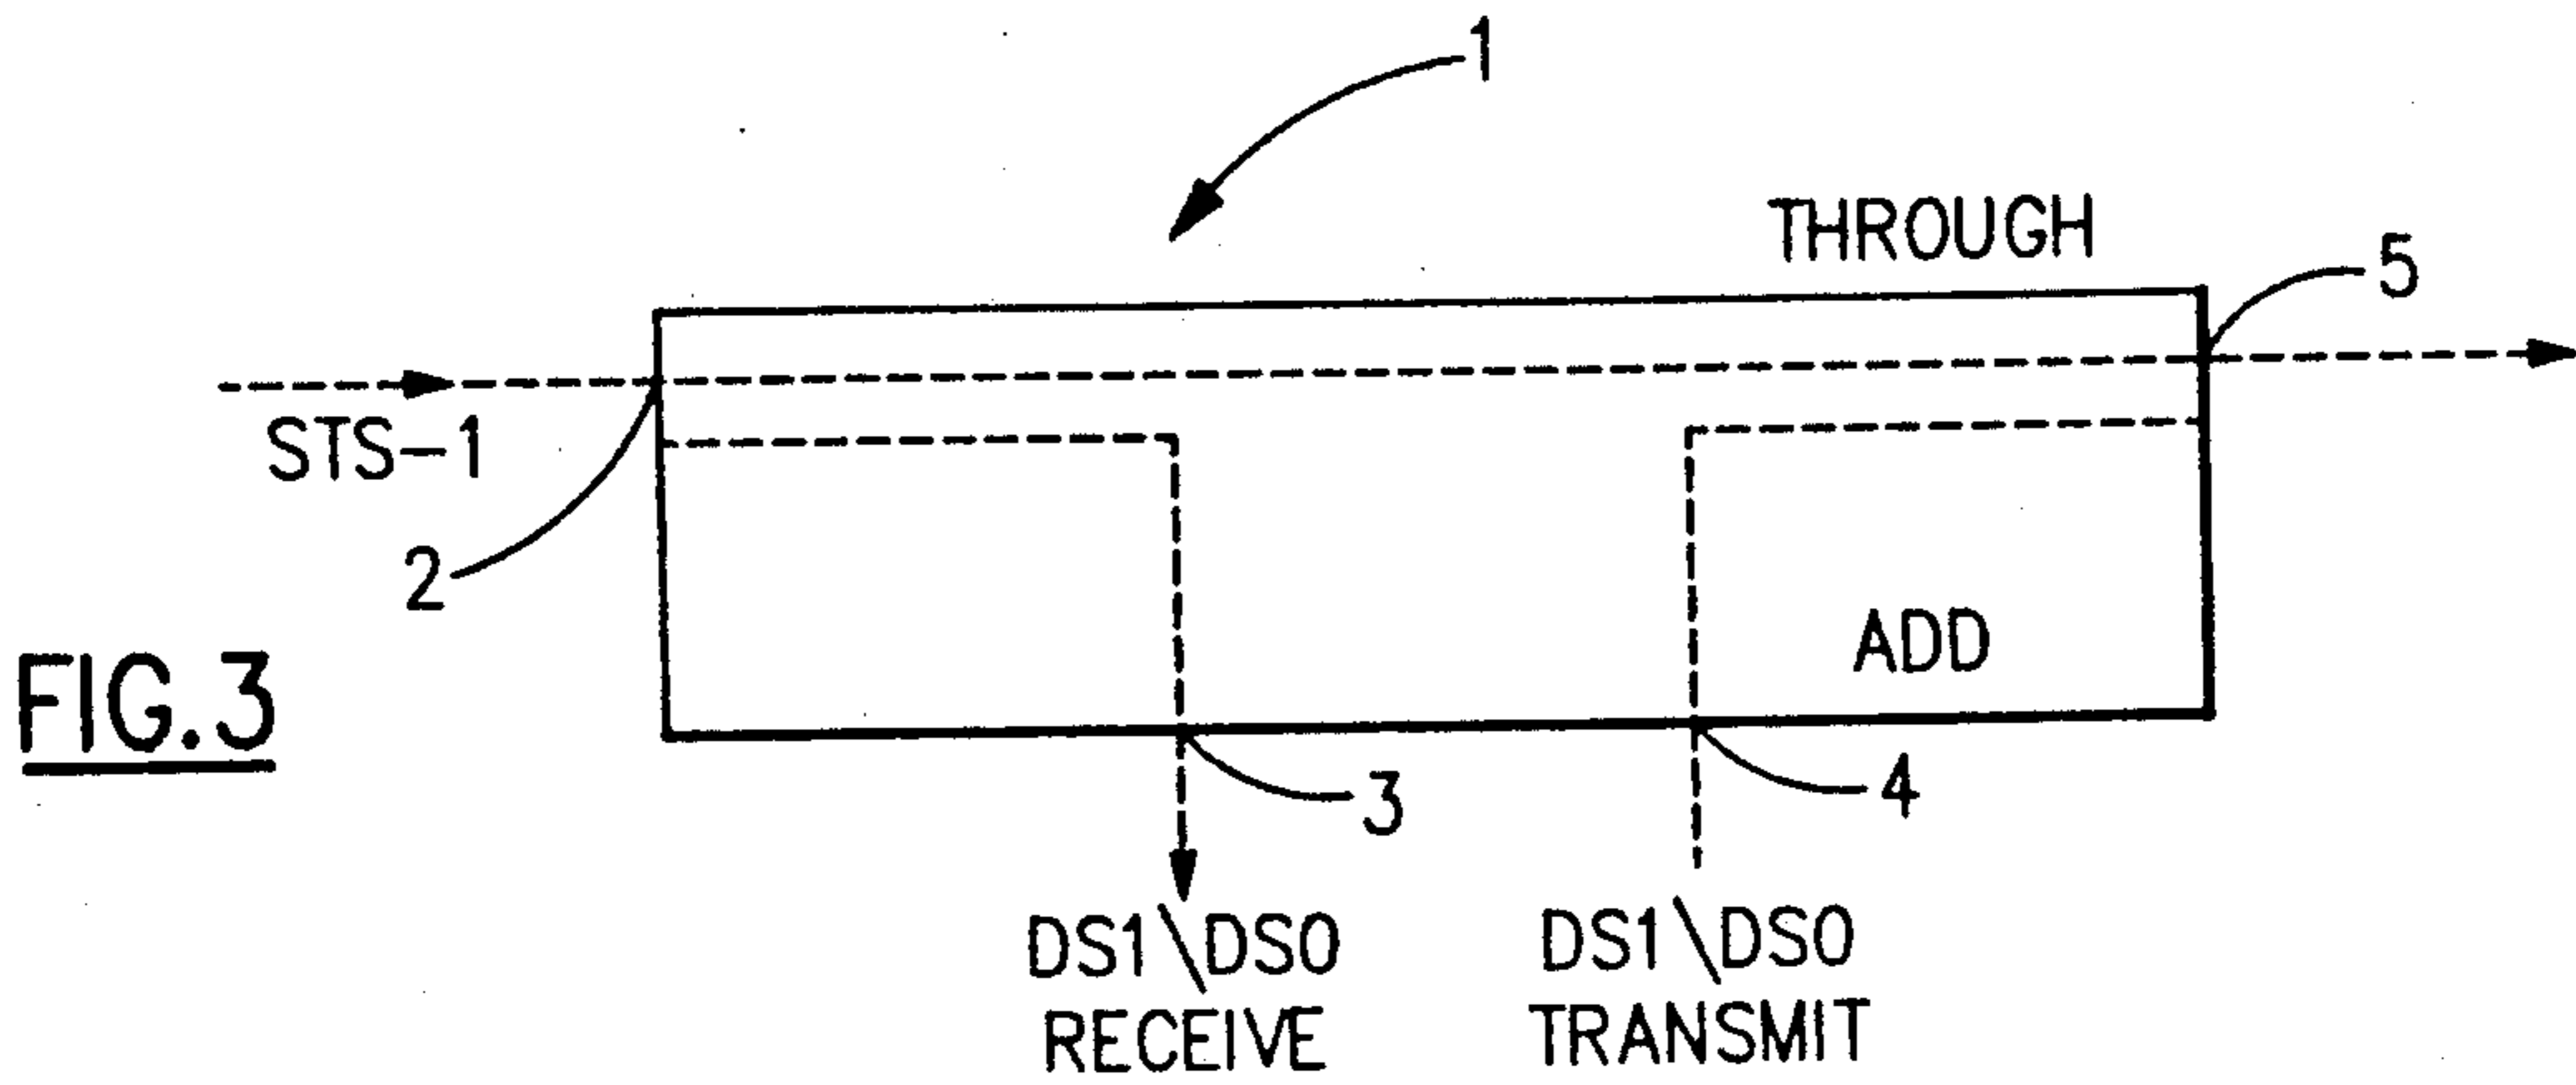 1
THROUGH
5
STS-1
2
ADD
FIG.3
3
4
DS1\DS0
RECEIVE
DS1\DS0
TRANSMIT